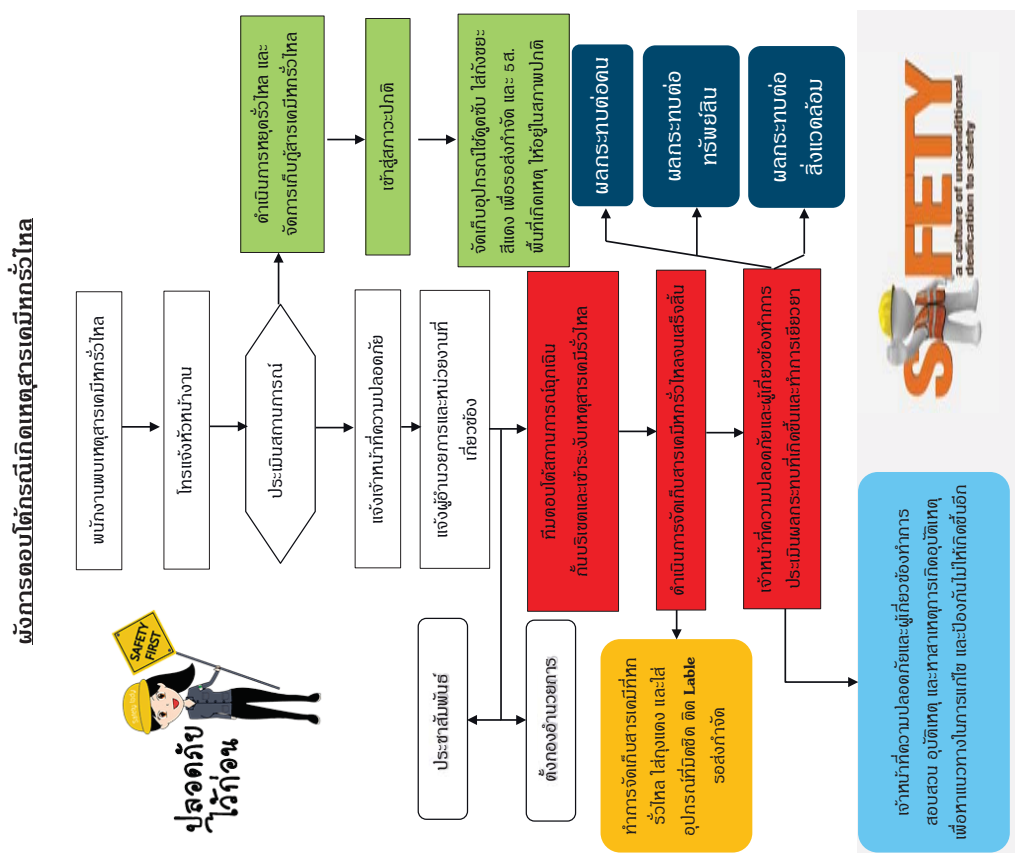 ผังการตอบโต้กรณีเกิดเหตุสารเคมีหกรั่วไหล
พนักงานพบเหตุสารเคมีหกรั่วไหล
โทรแจ้งหัวหน้างาน
ประเมินสถานการณ์
ดำเนินการหยุดรั่วไหล และ
จัดการเก็บกู้สารเคมีหกรั่วไหล
เข้าสู่สภาวะปกติ
จัดเก็บอุปกรณ์ใช้ดูดซับ ใส่ถังขยะ
สีแดง เพื่อรอส่งกำจัด และ 5ส.
พื้นที่เกิดเหตุ ให้อยู่ในสภาพปกติ
แจ้งเจ้าหน้าที่ความปลอดภัย
แจ้งผู้อำนวยการและหน่วยงานที่
เกี่ยวข้อง
ประชาสัมพันธ์
ตั้งกองอำนวยการ
ทีมตอบโต้สถานการณ์ฉุกเฉิน
กั้นบริเขตและเข้าระงับเหตุสารเคมีรั่วไหล
ดำเนินการจัดเก็บสารเคมีหกรั่วไหลจนเสร็จสิ้น
ทำการจัดเก็บสารเคมีที่หก
รั่วไหล ใส่ถุงแดง และใส่
อุปกรณ์ที่มิดชิด ติด Lable
รอส่งกำจัด
เจ้าหน้าที่ความปลอดภัยและผู้เกี่ยวข้องทำการ
ประเมินผลกระทบที่เกิดขึ้นและทำการเยียวยา
ผลกระทบต่อคน
ผลกระทบต่อ
ทรัพย์สิน
ผลกระทบต่อ
สิ่งแวดล้อม
เจ้าหน้าที่ความปลอดภัยและผู้เกี่ยวข้องทำการ
สอบสวน อุบัติเหตุ และหาสาเหตุการเกิดอุบัติเหตุ
เพื่อหาแนวทางในการแก้ไข และป้องกันไม่ให้เกิดขึ้นอีก
ปลอดภัย
ไว้ก่อน
SAFETY
FIRST
SFETY
a culture of unconditional
dedication to safety